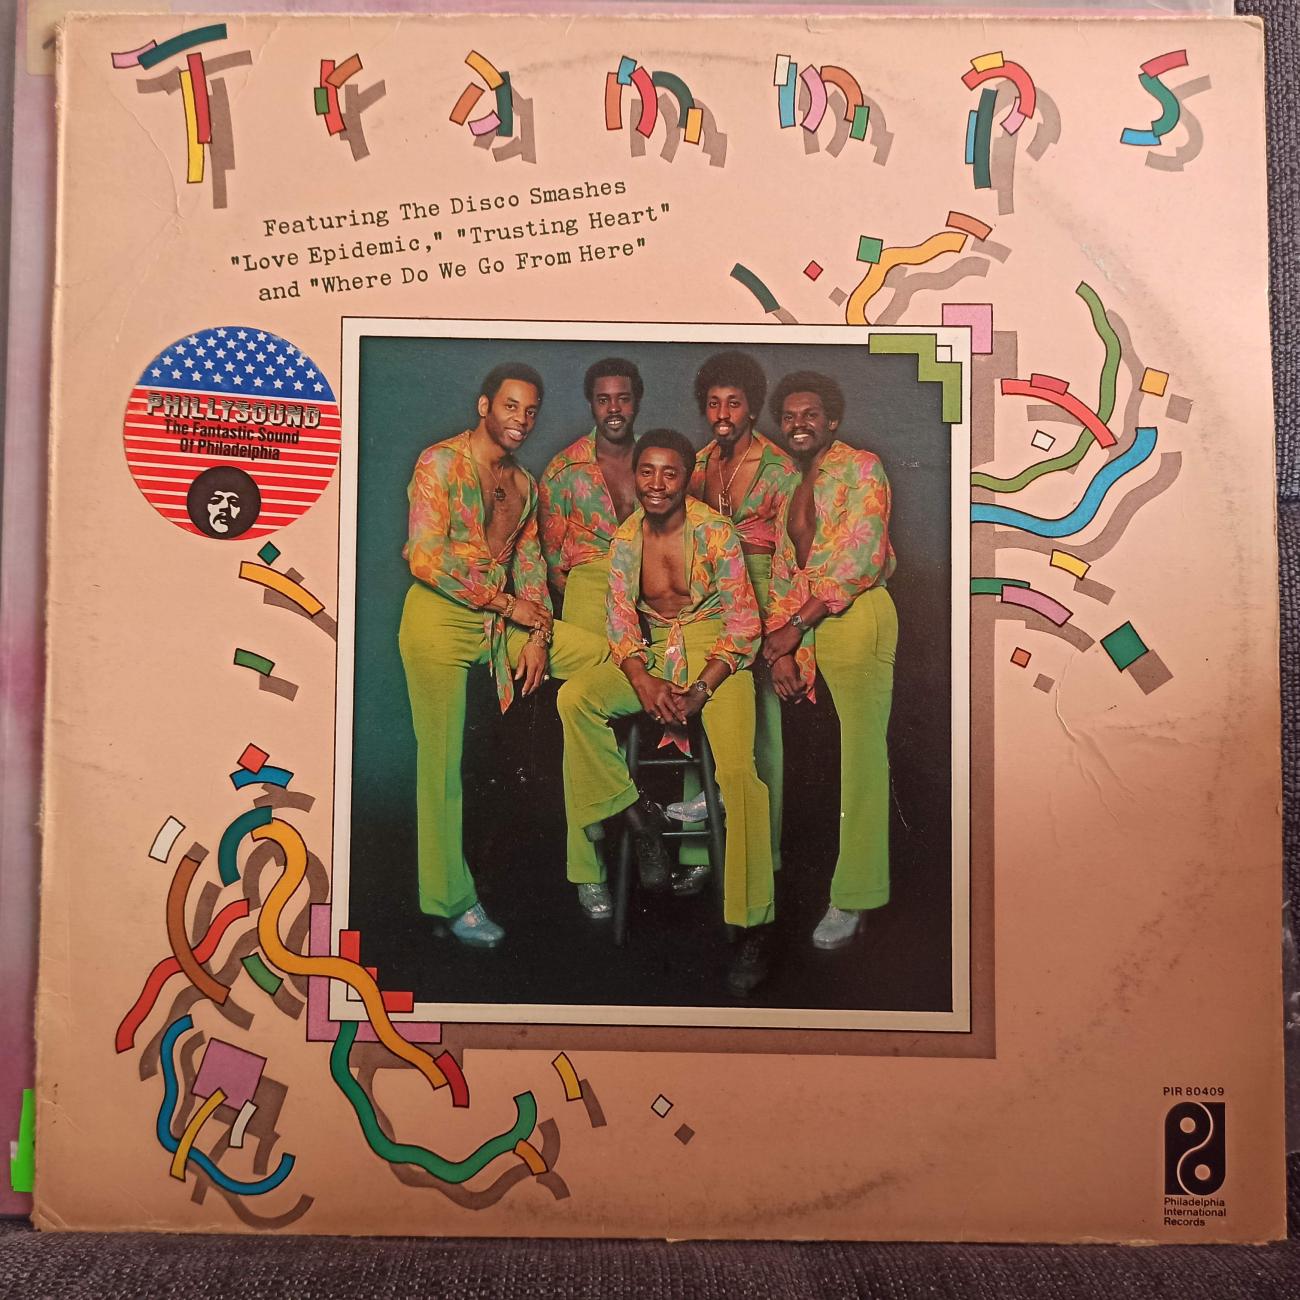 Trammps
Featuring The Disco Smashes
"Love Epidemic," "Trusting Heart"
and "Where Do We Go From Here"
PHILLYSOUND
The Fantastic Sound
Of Philadelphia
PIR 80409
Philadelphia
International
Records